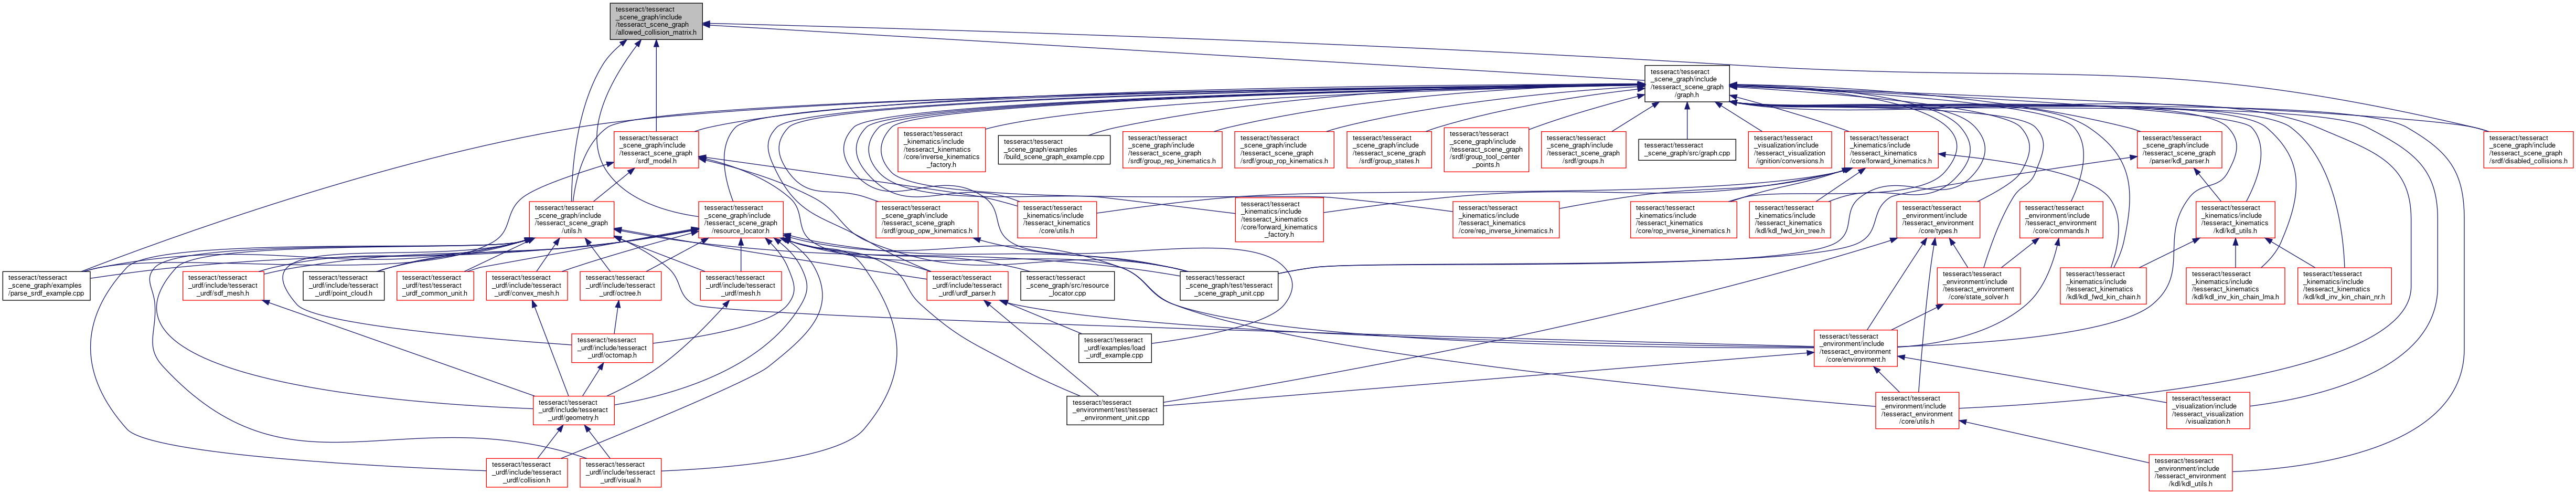 tesseract/tesseract
_scene_graph/include
/tesseract_scene_graph
/allowed_collision_matrix.h
tesseract/tesseract
_scene_graph/include
/tesseract_scene_graph
/graph.h
tesseract/tesseract
_scene_graph/include
/tesseract_scene_graph
/srdf_model.h
tesseract/tesseract
_kinematics/include
/tesseract_kinematics
/core/inverse_kinematics
_factory.h
tesseract/tesseract
_scene_graph/examples
/build_scene_graph_example.cpp
tesseract/tesseract
_scene_graph/include
/tesseract_scene_graph
/srdf/group_rep_kinematics.h
tesseract/tesseract
_scene_graph/include
/tesseract_scene_graph
/srdf/group_rop_kinematics.h
tesseract/tesseract
_scene_graph/include
/tesseract_scene_graph
/srdf/group_states.h
tesseract/tesseract
_scene_graph/include
/tesseract_scene_graph
/srdf/group_tool_center
_points.h
tesseract/tesseract
_scene_graph/include
/tesseract_scene_graph
/srdf/groups.h
tesseract/tesseract
_scene_graph/src/graph.cpp
tesseract/tesseract
_visualization/include
/tesseract_visualization
/ignition/conversions.h
tesseract/tesseract
_kinematics/include
/tesseract_kinematics
/core/forward_kinematics.h
tesseract/tesseract
_scene_graph/include
/tesseract_scene_graph
/parser/kdl_parser.h
tesseract/tesseract
_scene_graph/include
/tesseract_scene_graph
/srdf/disabled_collisions.h
tesseract/tesseract
_scene_graph/include
/tesseract_scene_graph
/utils.h
tesseract/tesseract
_scene_graph/include
/tesseract_scene_graph
/resource_locator.h
tesseract/tesseract
_scene_graph/include
/tesseract_scene_graph
/srdf/group_opw_kinematics.h
tesseract/tesseract
_kinematics/include
/tesseract_kinematics
/core/utils.h
tesseract/tesseract
_kinematics/include
/tesseract_kinematics
/core/forward_kinematics
_factory.h
tesseract/tesseract
_kinematics/include
/tesseract_kinematics
/core/rep_inverse_kinematics.h
tesseract/tesseract
_kinematics/include
/tesseract_kinematics
/core/rop_inverse_kinematics.h
tesseract/tesseract
_kinematics/include
/tesseract_kinematics
/kdl/kdl_fwd_kin_tree.h
tesseract/tesseract
_environment/include
/tesseract_environment
/core/types.h
tesseract/tesseract
_environment/include
/tesseract_environment
/core/commands.h
tesseract/tesseract
_kinematics/include
/tesseract_kinematics
/kdl/kdl_utils.h
tesseract/tesseract
_scene_graph/examples
/parse_srdf_example.cpp
tesseract/tesseract
_urdf/include/tesseract
_urdf/sdf_mesh.h
tesseract/tesseract
_urdf/include/tesseract
_urdf/point_cloud.h
tesseract/tesseract
_urdf/test/tesseract
_urdf_common_unit.h
tesseract/tesseract
_urdf/include/tesseract
_urdf/convex_mesh.h
tesseract/tesseract
_urdf/include/tesseract
_urdf/octree.h
tesseract/tesseract
_urdf/include/tesseract
_urdf/mesh.h
tesseract/tesseract
_urdf/include/tesseract
_urdf/urdf_parser.h
tesseract/tesseract
_scene_graph/src/resource
_locator.cpp
tesseract/tesseract
_scene_graph/test/tesseract
_scene_graph_unit.cpp
tesseract/tesseract
_environment/include
/tesseract_environment
/core/state_solver.h
tesseract/tesseract
_kinematics/include
/tesseract_kinematics
/kdl/kdl_fwd_kin_chain.h
tesseract/tesseract
_kinematics/include
/tesseract_kinematics
/kdl/kdl_inv_kin_chain_lma.h
tesseract/tesseract
_kinematics/include
/tesseract_kinematics
/kdl/kdl_inv_kin_chain_nr.h
tesseract/tesseract
_urdf/include/tesseract
_urdf/octomap.h
tesseract/tesseract
_urdf/examples/load
_urdf_example.cpp
tesseract/tesseract
_environment/include
/tesseract_environment
/core/environment.h
tesseract/tesseract
_urdf/include/tesseract
_urdf/geometry.h
tesseract/tesseract
_environment/test/tesseract
_environment_unit.cpp
tesseract/tesseract
_environment/include
/tesseract_environment
/core/utils.h
tesseract/tesseract
_visualization/include
/tesseract_visualization
/visualization.h
tesseract/tesseract
_urdf/include/tesseract
_urdf/collision.h
tesseract/tesseract
_urdf/include/tesseract
_urdf/visual.h
tesseract/tesseract
_environment/include
/tesseract_environment
/kdl/kdl_utils.h